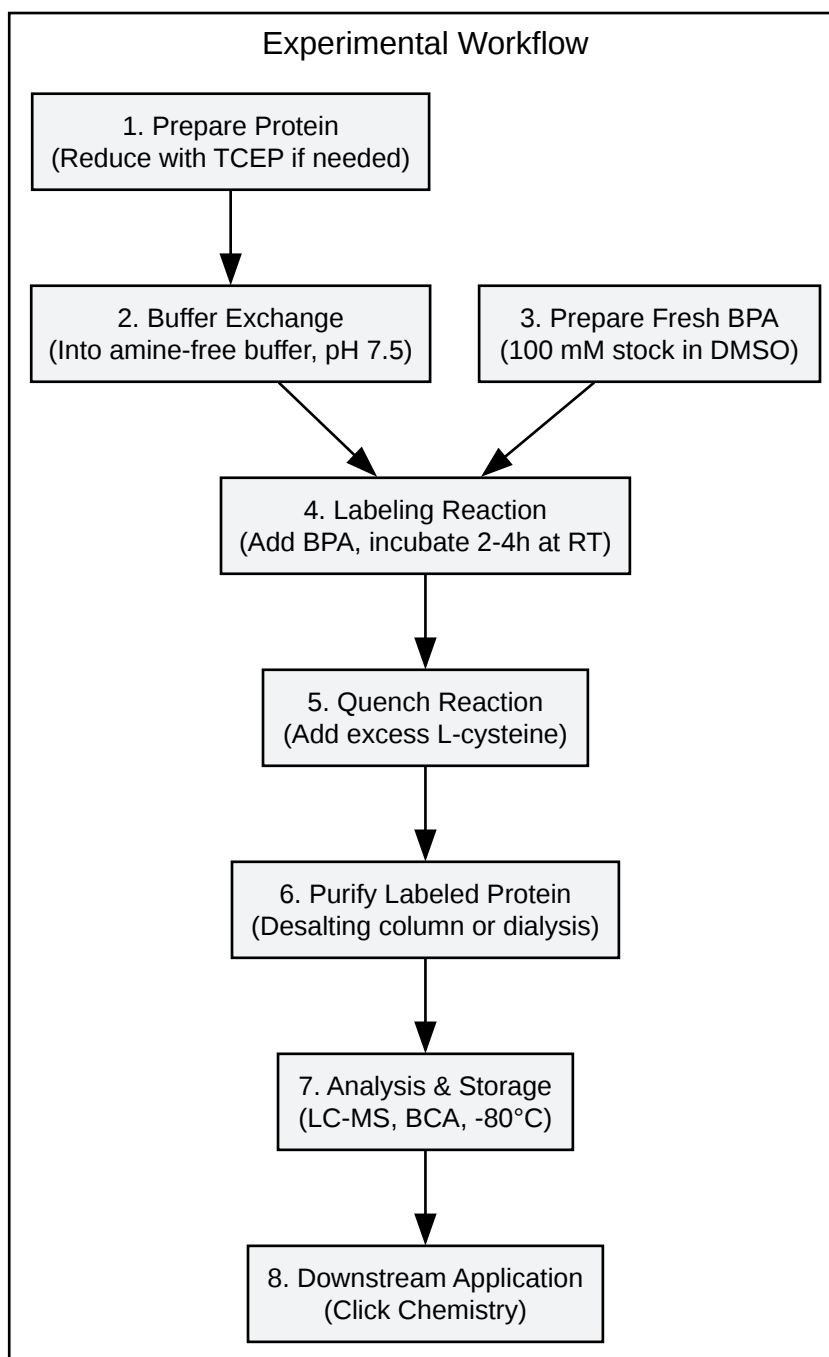 Experimental Workflow
1. Prepare Protein
(Reduce with TCEP if needed)
2. Buffer Exchange
(Into amine-free buffer, pH 7.5)
3. Prepare Fresh BPA
(100 mM stock in DMSO)
4. Labeling Reaction
(Add BPA, incubate 2-4h at RT)
5. Quench Reaction
(Add excess L-cysteine)
6. Purify Labeled Protein
(Desalting column or dialysis)
7. Analysis & Storage
(LC-MS, BCA, -80°C)
8. Downstream Application
(Click Chemistry)